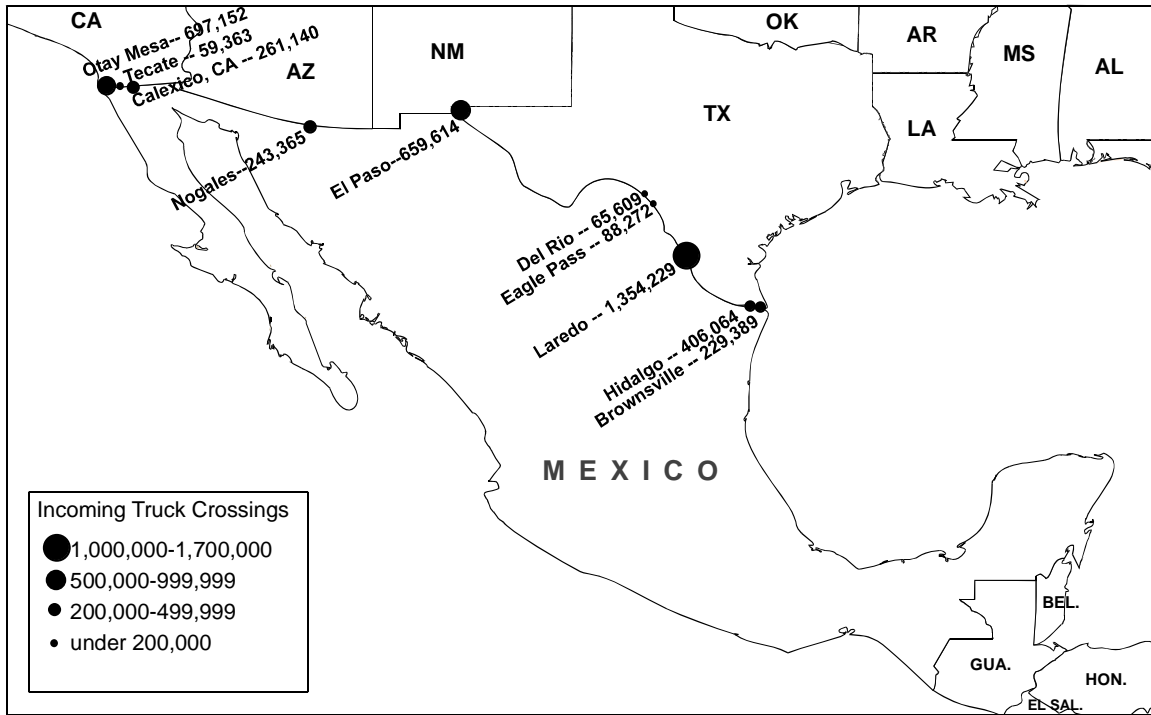 CA
OK
AR
MS
AL
NM
AZ
TX
LA
Otay Mesa-- 697,152
Tecate -- 59,363
Calexico, CA -- 261,140
Nogales--243,365
El Paso--659,614
Del Rio -- 65,609
Eagle Pass -- 88,272
Laredo -- 1,354,229
Hidalgo -- 406,064
Brownsville -- 229,389
MEXICO
Incoming Truck Crossings
1,000,000-1,700,000
500,000-999,999
200,000-499,999
under 200,000
BEL.
GUA.
HON.
EL SAL.